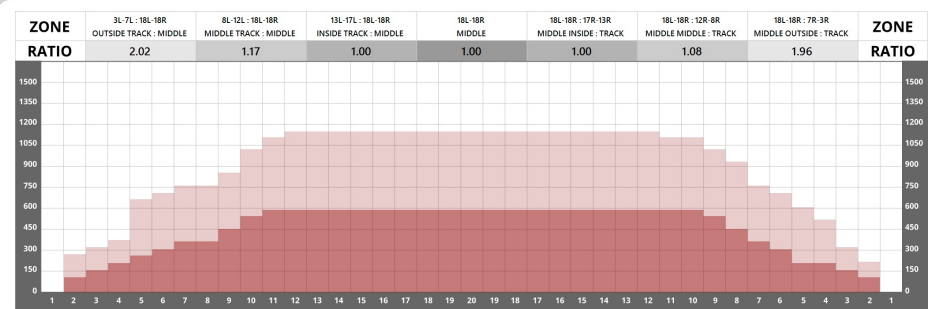 ZONE
3L-7L : 18L-18R
OUTSIDE TRACK : MIDDLE
8L-12L : 18L-18R
MIDDLE TRACK : MIDDLE
13L-17L : 18L-18R
INSIDE TRACK : MIDDLE
18L-18R
MIDDLE
18L-18R : 17R-13R
MIDDLE INSIDE : TRACK
18L-18R : 12R-8R
MIDDLE MIDDLE : TRACK
18L-18R : 7R-3R
MIDDLE OUTSIDE : TRACK
ZONE
RATIO 2.02 1.17 1.00 1.00 1.00 1.08 1.96 RATIO
1500 1500
1350 1350
1200 1200
1050 1050
900 900
750 750
600 600
450 450
300 300
150 150
0 0
1 2 3 4 5 6 7 8 9 10 11 12 13 14 15 16 17 18 19 20 19 18 17 16 15 14 13 12 11 10 9 8 7 6 5 4 3 2 1